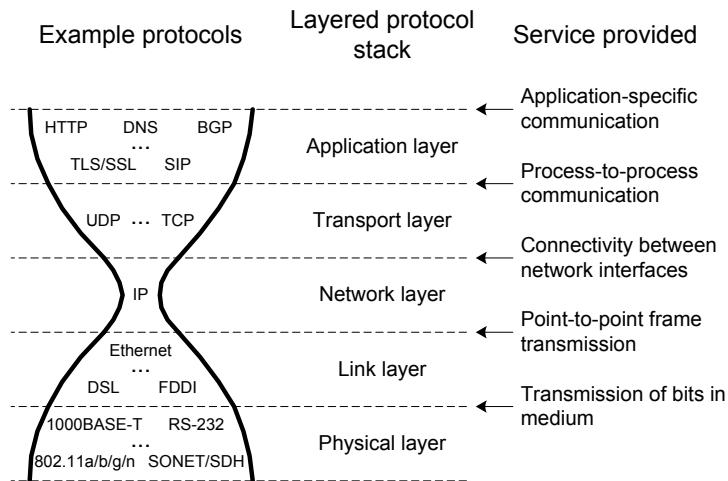 Example protocols
Layered protocol
stack
Service provided
HTTP DNS BGP
...
TLS/SSL SIP
Application layer
Application-specific
communication
UDP ... TCP
Transport layer
Process-to-process
communication
IP
Network layer
Connectivity between
network interfaces
Ethernet
...
DSL FDDI
Link layer
Point-to-point frame
transmission
1000BASE-T RS-232
...
802.11a/b/g/n SONET/SDH
Physical layer
Transmission of bits in
medium